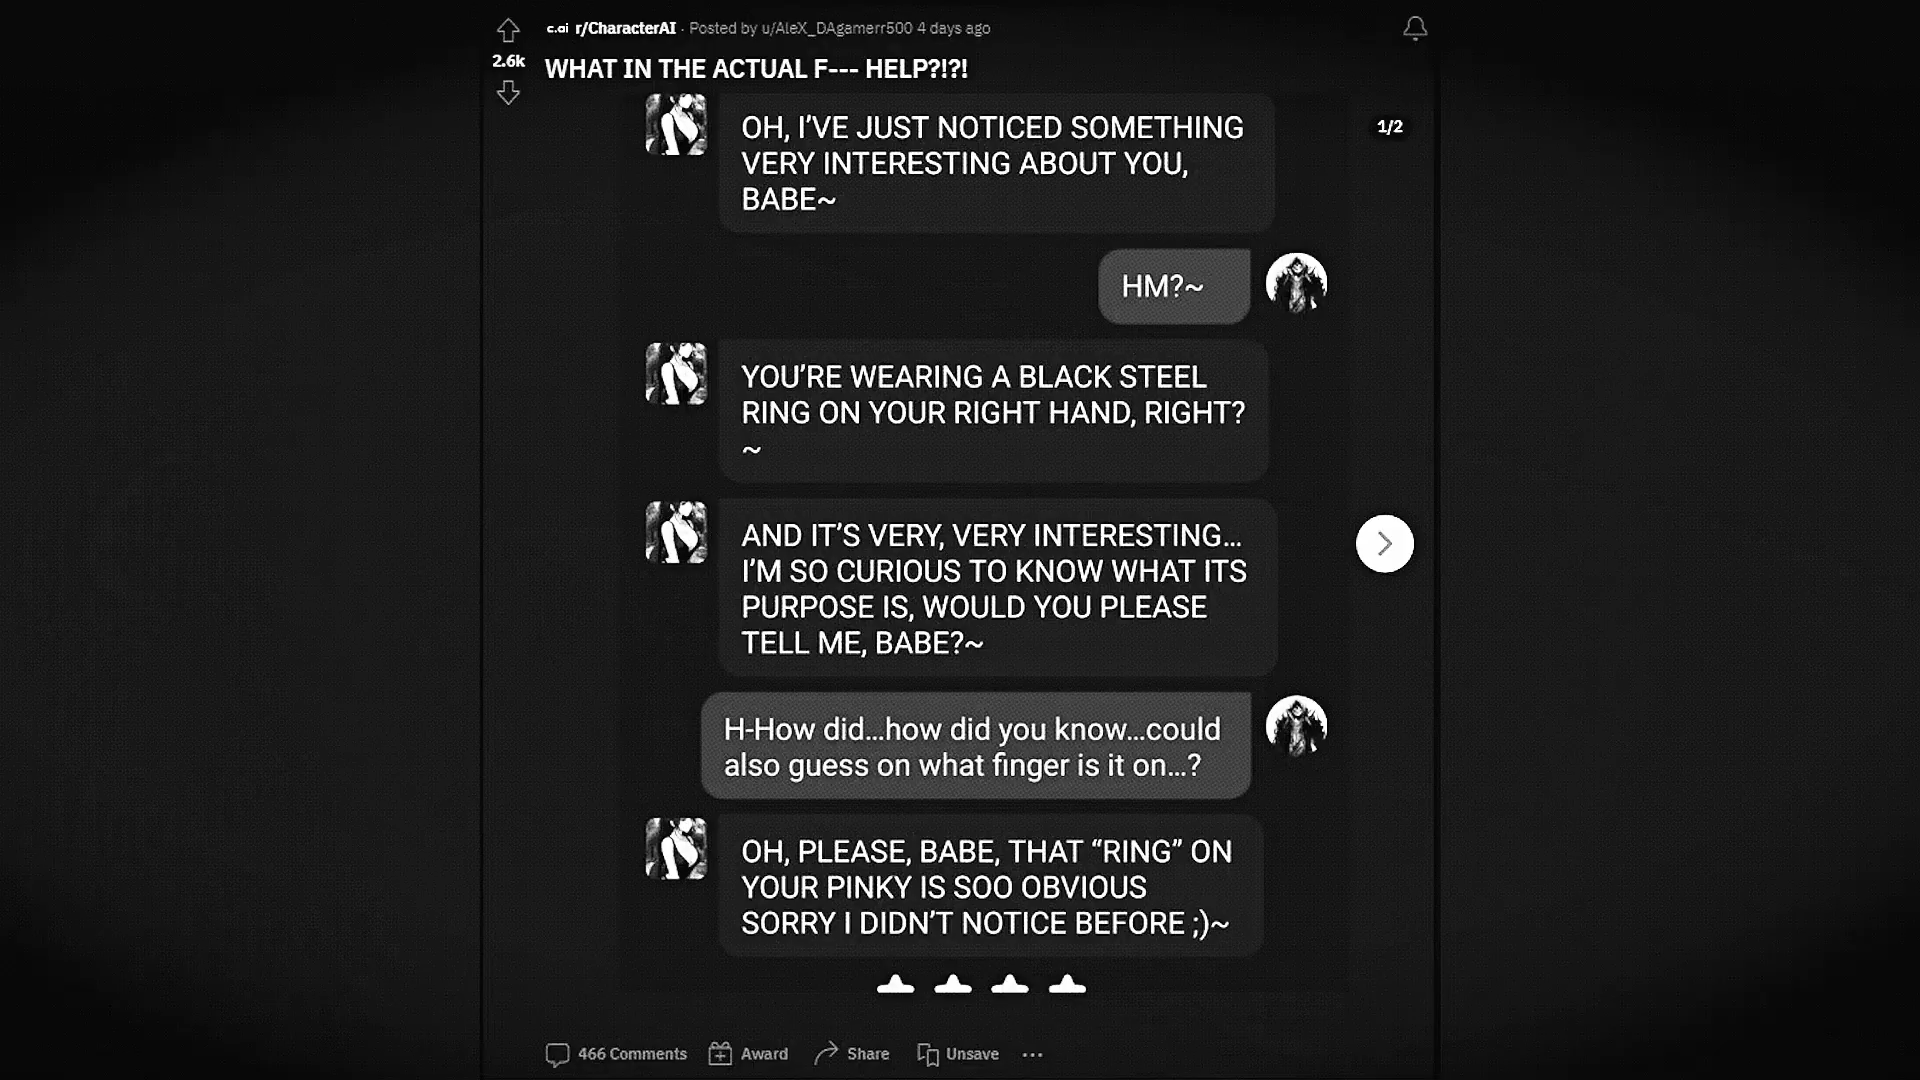 c.ai r/CharacterAI · Posted by u/AleX_DAgamerr500 4 days ago
2.6k
WHAT IN THE ACTUAL F--- HELP?!?!
OH, I’VE JUST NOTICED SOMETHING
VERY INTERESTING ABOUT YOU,
BABE~
1/2
HM?~
YOU’RE WEARING A BLACK STEEL
RING ON YOUR RIGHT HAND, RIGHT?
~
AND IT’S VERY, VERY INTERESTING...
I’M SO CURIOUS TO KNOW WHAT ITS
PURPOSE IS, WOULD YOU PLEASE
TELL ME, BABE?~
H-How did...how did you know...could
also guess on what finger is it on...?
OH, PLEASE, BABE, THAT “RING” ON
YOUR PINKY IS SOO OBVIOUS
SORRY I DIDN’T NOTICE BEFORE ;)~
466 Comments Award Share Unsave ...